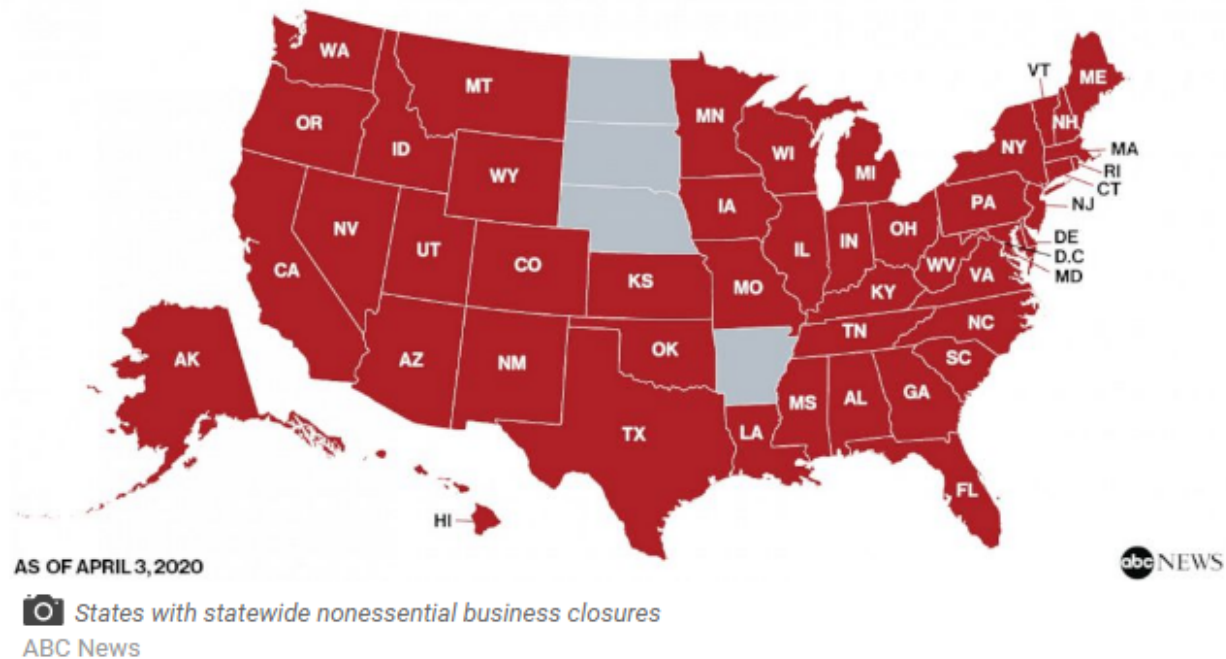 WA
MT
ME
VT
OR
MN
NH
ID
WI
NY
MA
WY
MI
RI
CT
IA
PA
NJ
NV
OH
UT
IL
IN
DE
CA
CO
WV
D.C
KS
MO
VA
MD
KY
TN
NC
AK
AZ
NM
OK
SC
MS
AL
GA
TX
LA
FL
HI
AS OF APRIL 3, 2020
abc NEWS
States with statewide nonessential business closures
ABC News